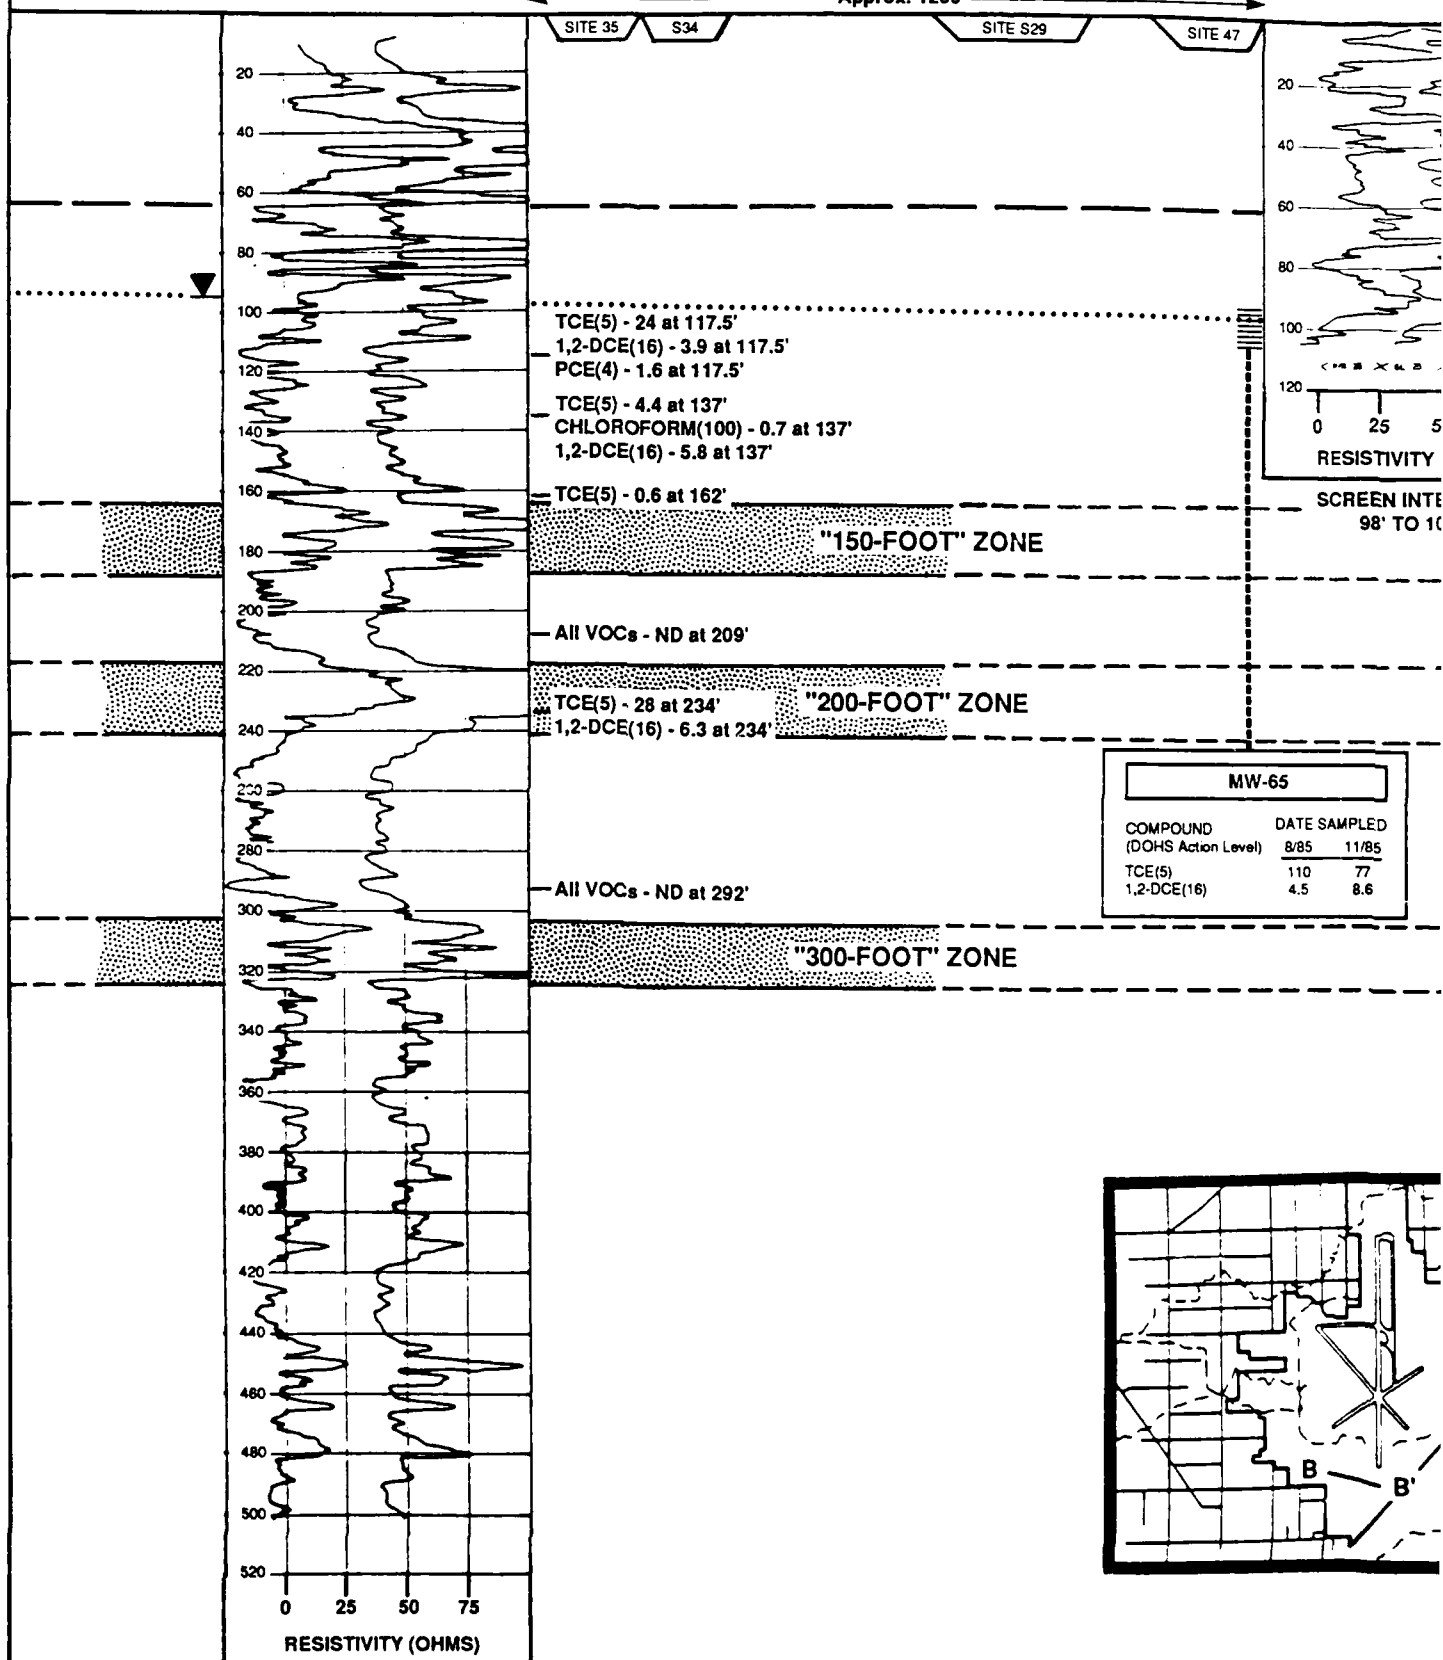 Approx. 1200'
SITE 35
S34
SITE S29
SITE 47
20
40
60
80
100
120
140
160
180
200
220
240
260
280
300
320
340
360
380
400
420
440
460
480
500
520
0 25 50 75
RESISTIVITY (OHMS)
TCE(5) - 24 at 117.5'
1,2-DCE(16) - 3.9 at 117.5'
PCE(4) - 1.6 at 117.5'
TCE(5) - 4.4 at 137'
CHLOROFORM(100) - 0.7 at 137'
1,2-DCE(16) - 5.8 at 137'
TCE(5) - 0.6 at 162'
"150-FOOT" ZONE
All VOCs - ND at 209'
TCE(5) - 28 at 234'
1,2-DCE(16) - 6.3 at 234'
"200-FOOT" ZONE
All VOCs - ND at 292'
"300-FOOT" ZONE
20
40
60
80
100
120
0 25 5
RESISTIVITY
SCREEN INTE
98' TO 10
MW-65
COMPOUND DATE SAMPLED
(DOHS Action Level) 8/85 11/85
TCE(5) 110 77
1,2-DCE(16) 4.5 8.6
B
B'